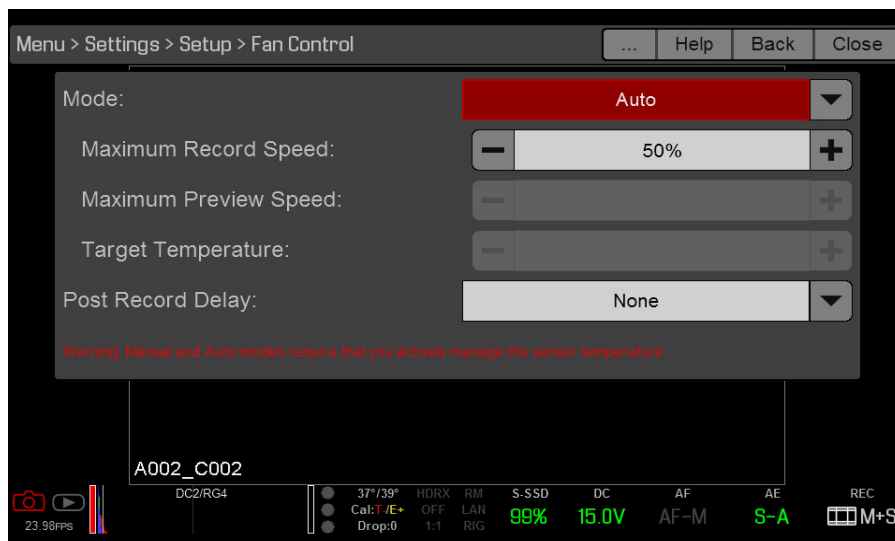 Menu > Settings > Setup > Fan Control ... Help Back Close
Mode: Auto
Maximum Record Speed: 50%
Maximum Preview Speed:
Target Temperature:
Post Record Delay: None
Warning: Manual and Auto modes require that you actively manage the sensor temperature.
A002_C002
DC2/RG4 37°/39° HDRX RM S-SSD DC AF AE REC
Cal:T-/E+ OFF LAN 99% 15.0V AF-M S-A M+S
23.98FPS Drop:0 1:1 RIG